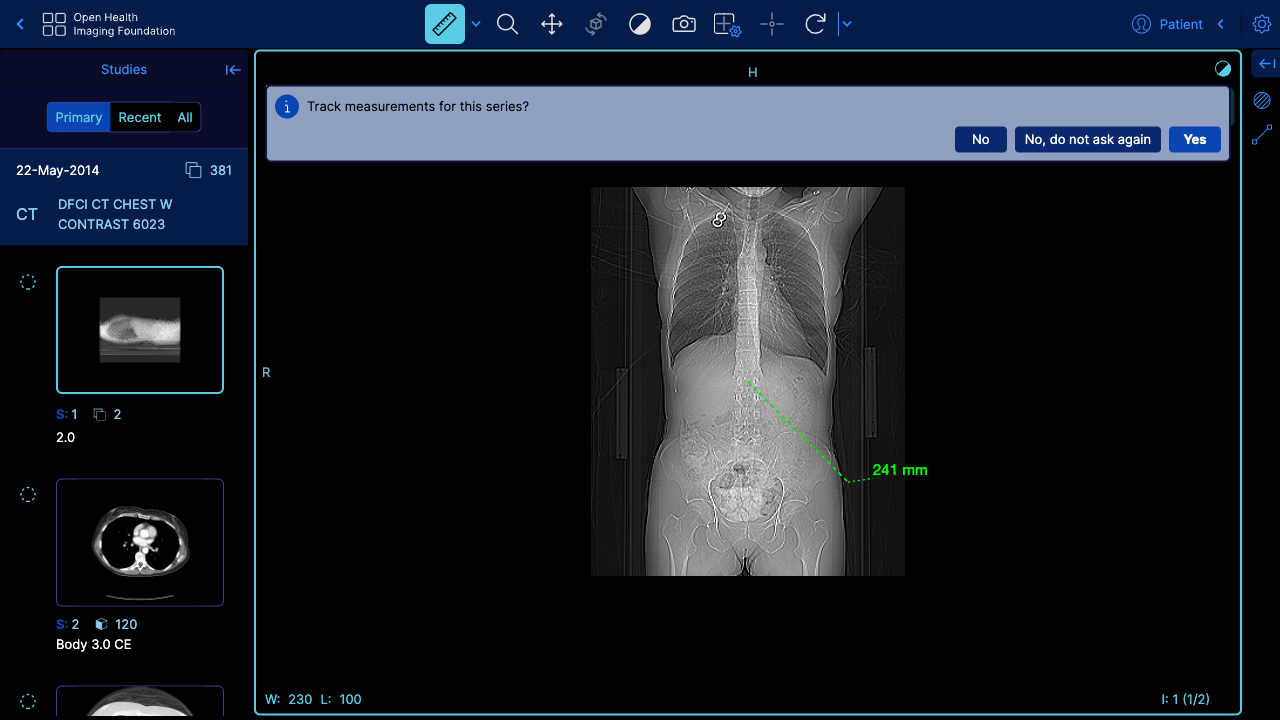 Open Health
Imaging Foundation
Patient
Studies
Primary Recent All
22-May-2014 381
CT DFCI CT CHEST W
CONTRAST 6023
S: 1 2
2.0
S: 2 120
Body 3.0 CE
H
Track measurements for this series?
No No, do not ask again Yes
R
241 mm
W: 230 L: 100
I: 1 (1/2)